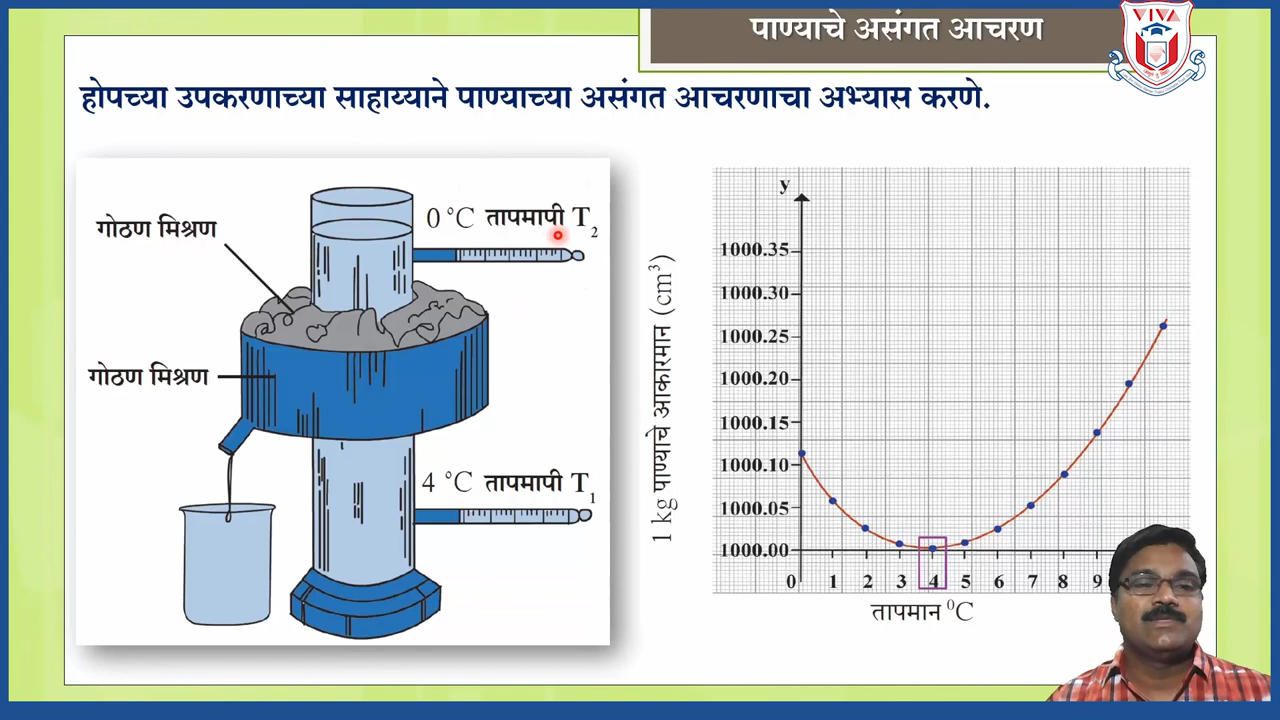 पाण्याचे असंगत आचरण
VIVA
होपच्या उपकरणाच्या साहाय्याने पाण्याच्या असंगत आचरणाचा अभ्यास करणे.
गोठण मिश्रण
0 °C तापमापी T2
गोठण मिश्रण
4 °C तापमापी T1
y
1000.35
1000.30
1000.25
1000.20
1000.15
1000.10
1000.05
1000.00
1 kg पाण्याचे आकारमान (cm³)
0 1 2 3 4 5 6 7 8 9
तापमान ⁰C